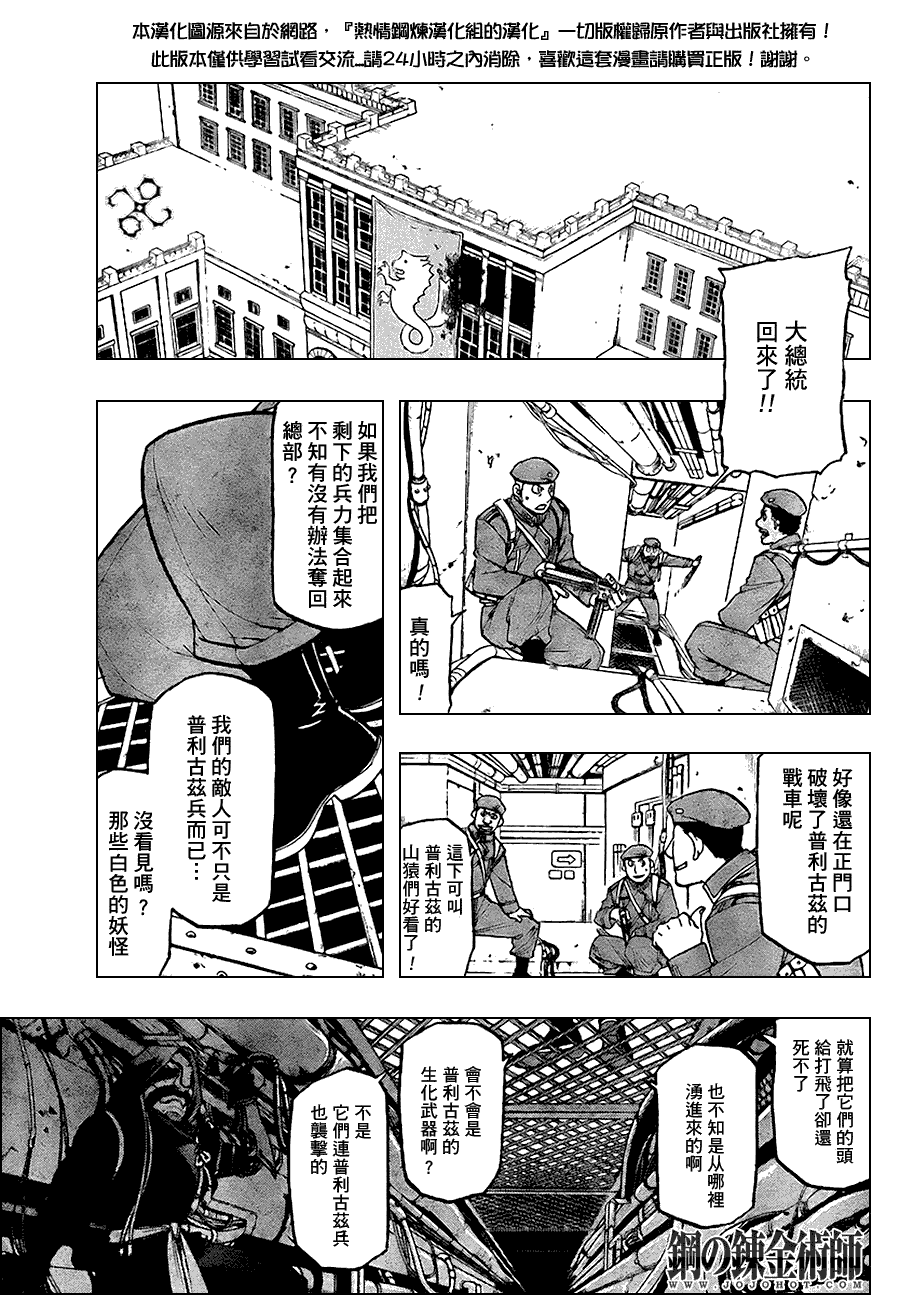 本漢化圖源來自於網路，『熱情鋼煉漢化組的漢化』一切版權歸原作者與出版社擁有！
此版本僅供學習試看交流...請24小時之內消除，喜歡這套漫畫請購買正版！謝謝。
大總統
回來了!!
真的嗎！
如果我們把
剩下的兵力集合起來
不知有沒有辦法奪回
總部？
我們的敵人可不只是
普利古茲兵而已…
沒看見嗎？
那些白色的妖怪
好像還在正門口
破壞了普利古茲的
戰車呢
這下可叫
普利古茲的
山猿們好看了！
就算把它們的頭
給打飛了卻還
死不了
也不知是从哪裡
湧進來的啊
會不會是
普利古茲的
生化武器啊？
不是
它們連普利古茲兵
也襲擊的
鋼の錬金術師
WWW.JOJOHOT.COM